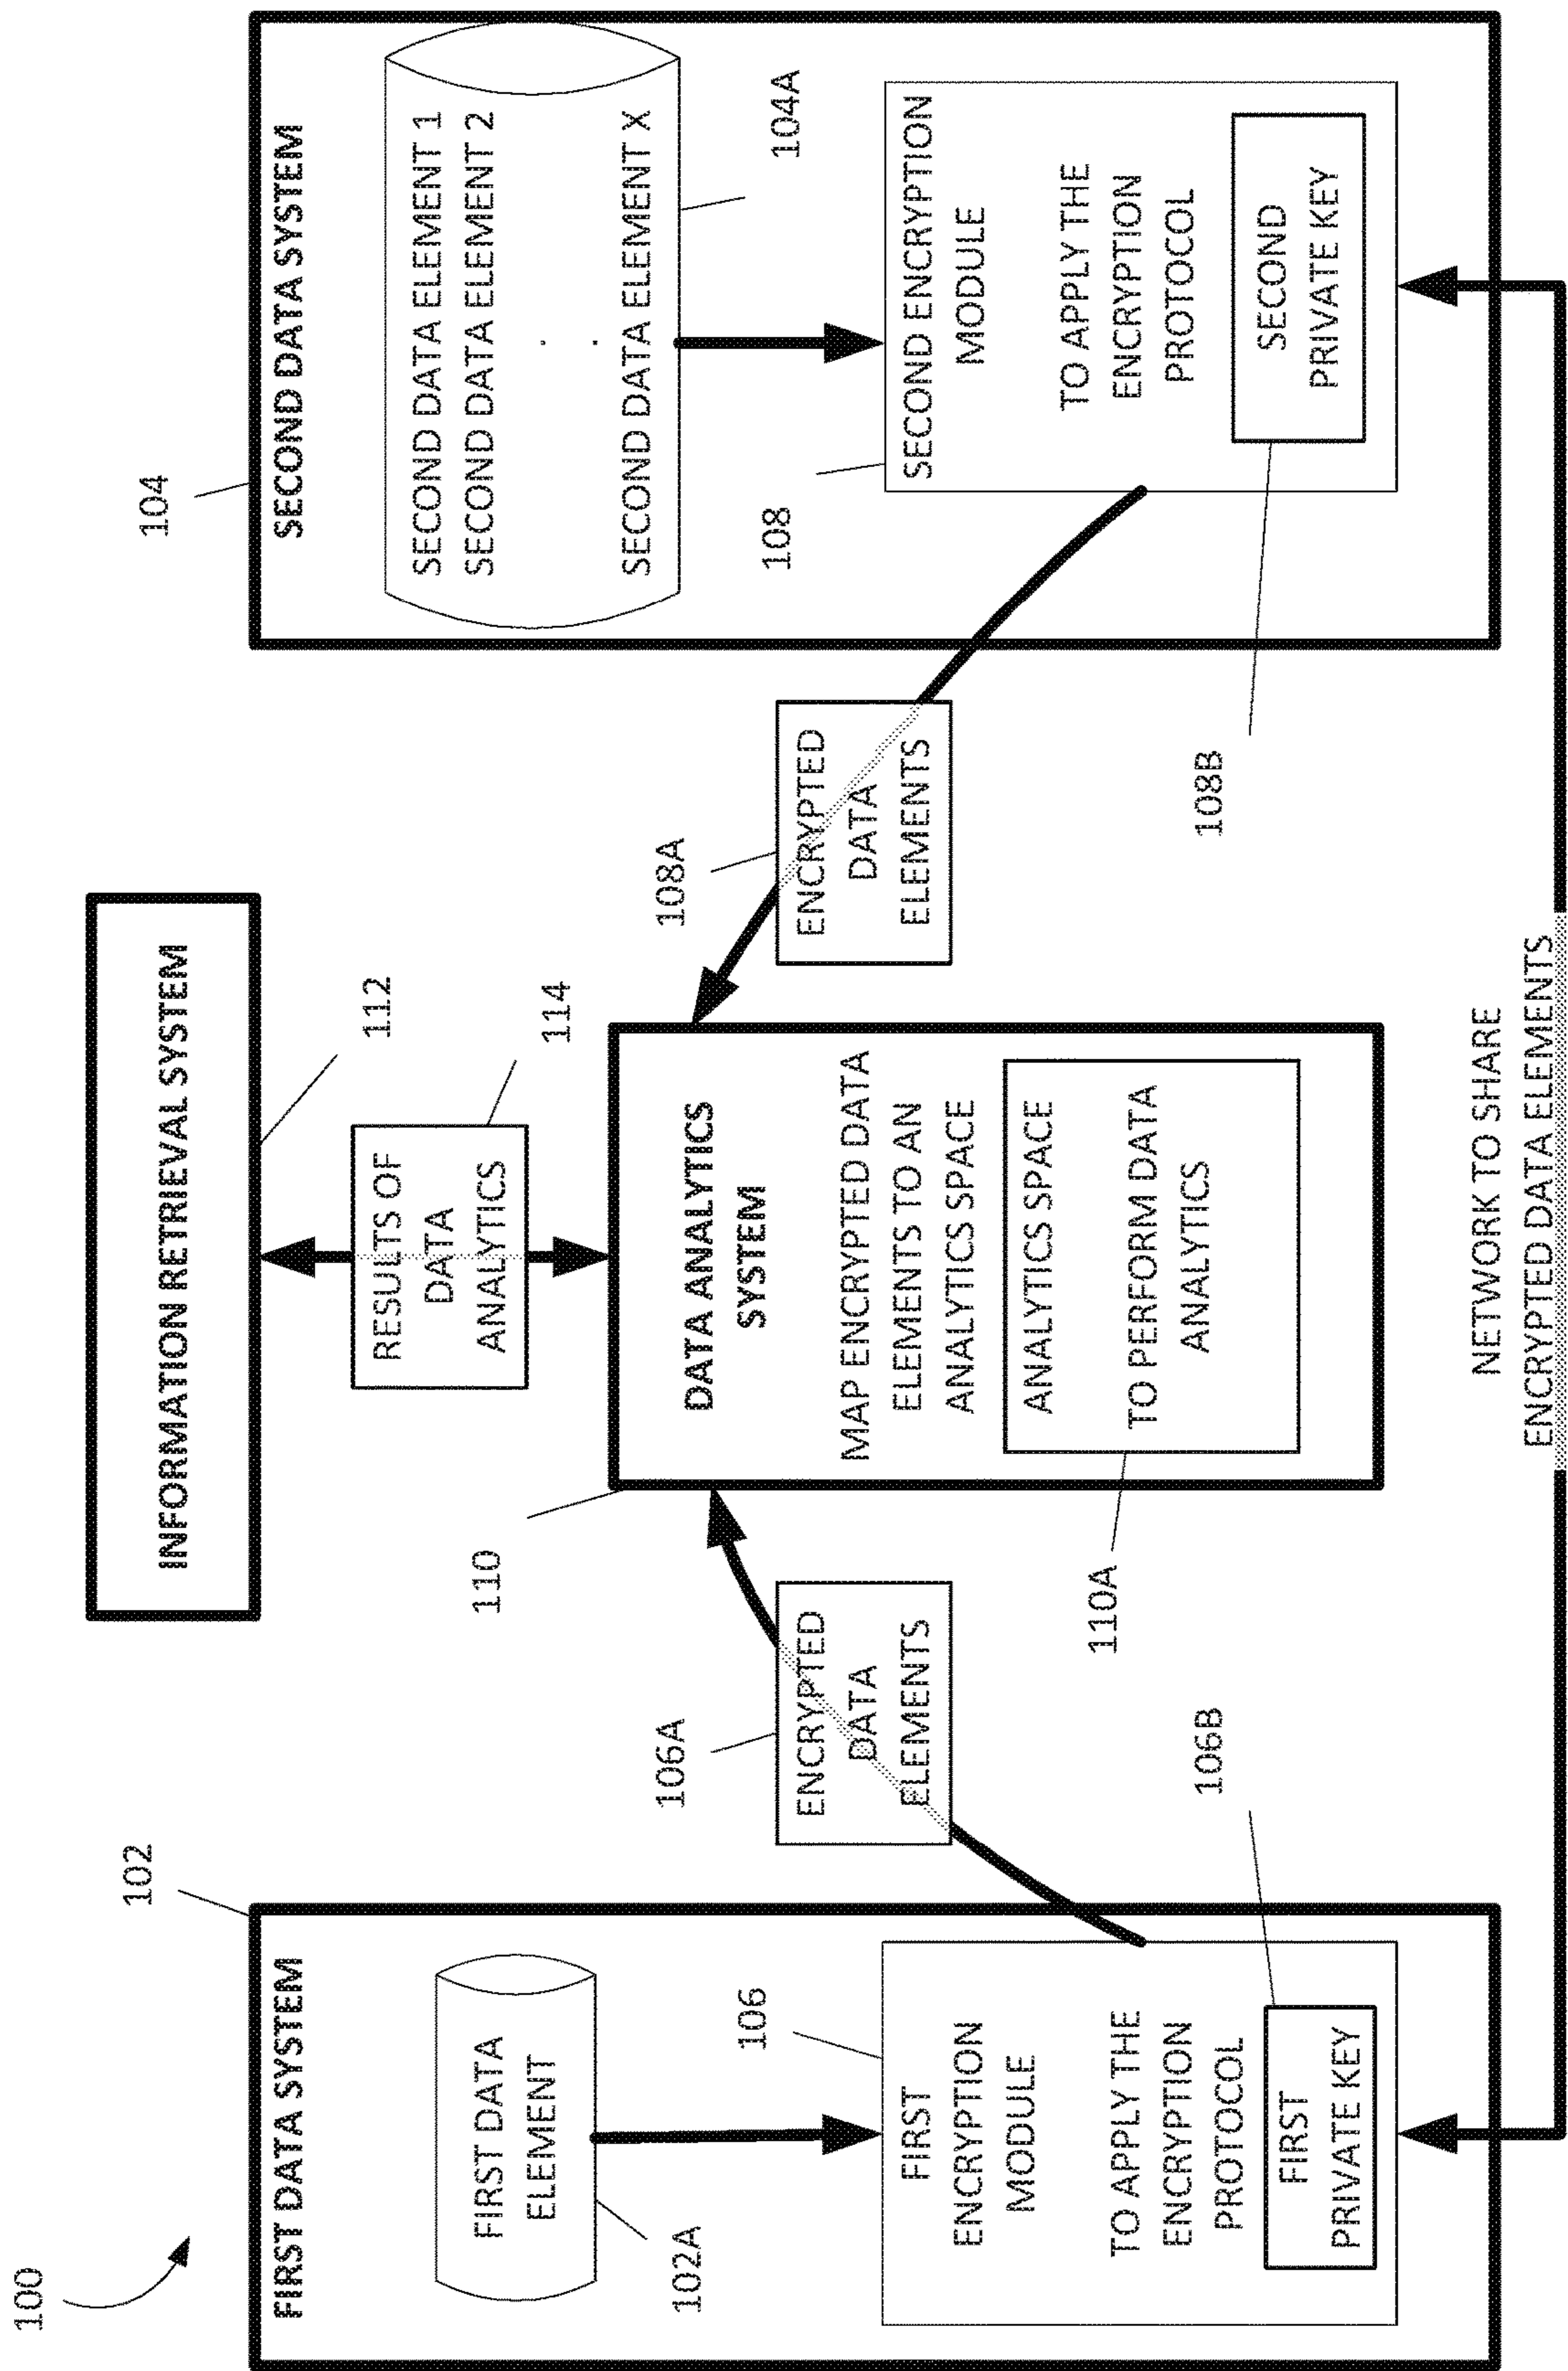 100
102
FIRST DATA SYSTEM
FIRST DATA
ELEMENT
102A
106
FIRST
ENCRYPTION
MODULE
TO APPLY THE
ENCRYPTION
PROTOCOL
FIRST
PRIVATE KEY
106B
106A
ENCRYPTED
DATA
ELEMENTS
INFORMATION RETRIEVAL SYSTEM
112
RESULTS OF
DATA
ANALYTICS
114
110
DATA ANALYTICS
SYSTEM
MAP ENCRYPTED DATA
ELEMENTS TO AN
ANALYTICS SPACE
ANALYTICS SPACE
TO PERFORM DATA
ANALYTICS
110A
108A
ENCRYPTED
DATA
ELEMENTS
104
SECOND DATA SYSTEM
SECOND DATA ELEMENT 1
SECOND DATA ELEMENT 2
.
.
SECOND DATA ELEMENT X
104A
108
SECOND ENCRYPTION
MODULE
TO APPLY THE
ENCRYPTION
PROTOCOL
SECOND
PRIVATE KEY
108B
NETWORK TO SHARE
ENCRYPTED DATA ELEMENTS